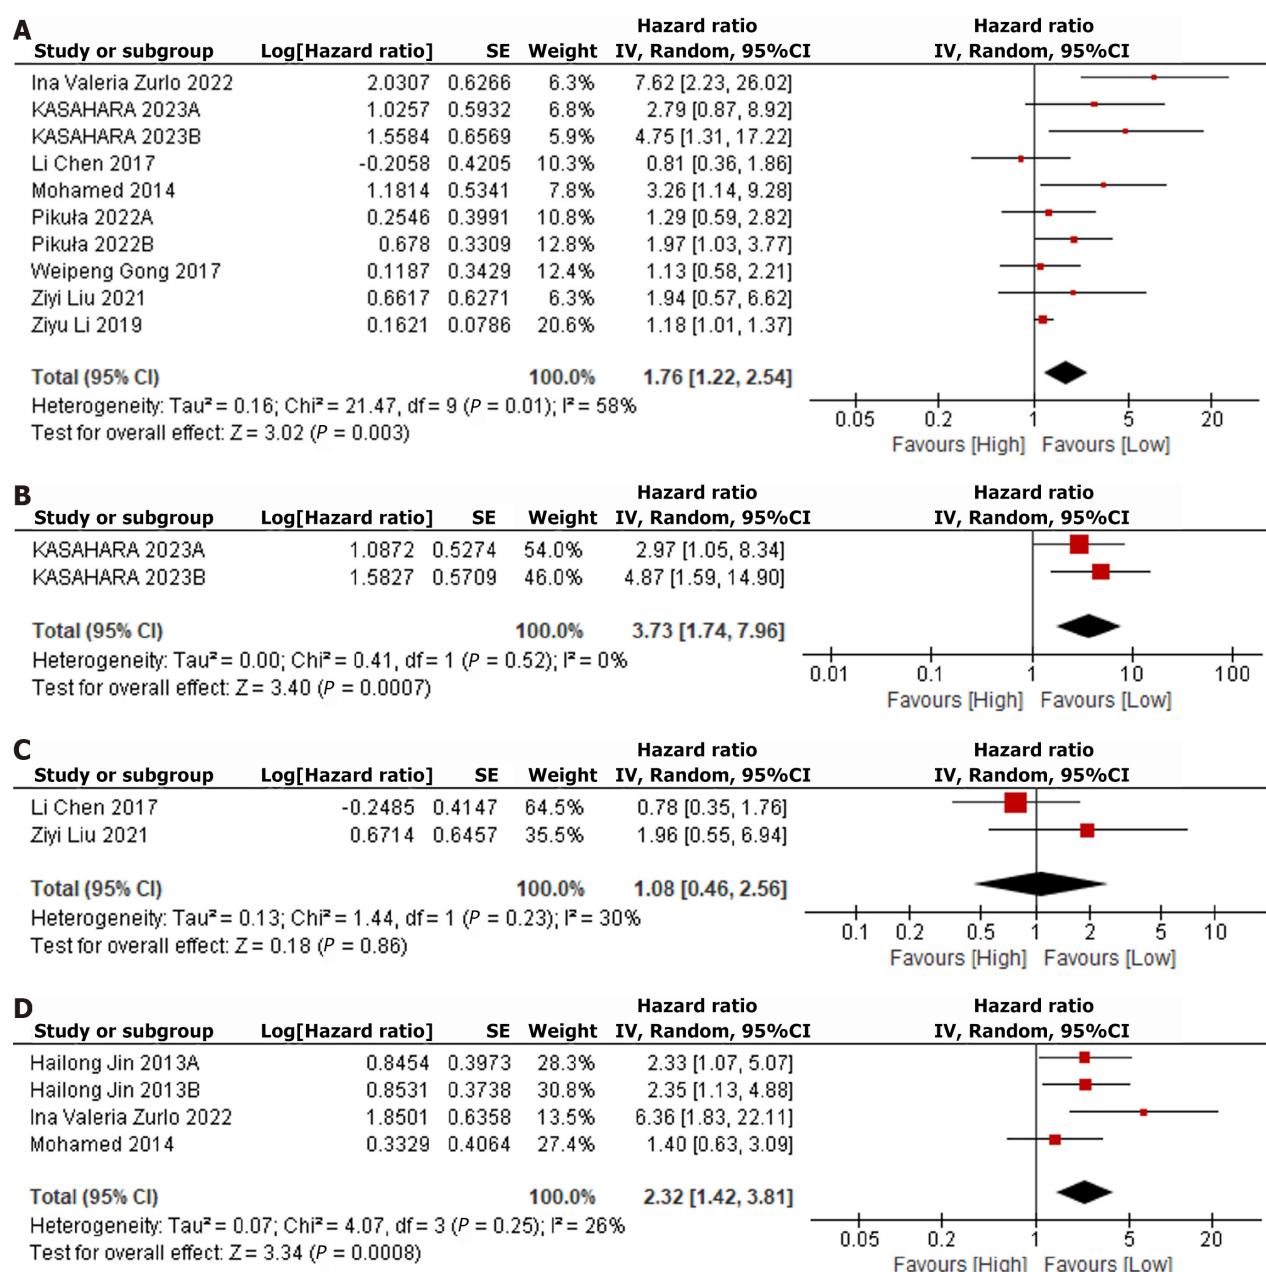 A
Hazard ratio Hazard ratio
Study or subgroup Log[Hazard ratio] SE Weight IV, Random, 95%CI IV, Random, 95%CI
Ina Valeria Zurlo 2022 2.0307 0.6266 6.3% 7.62 [2.23, 26.02]
KASAHARA 2023A 1.0257 0.5932 6.8% 2.79 [0.87, 8.92]
KASAHARA 2023B 1.5584 0.6569 5.9% 4.75 [1.31, 17.22]
Li Chen 2017 -0.2058 0.4205 10.3% 0.81 [0.36, 1.86]
Mohamed 2014 1.1814 0.5341 7.8% 3.26 [1.14, 9.28]
Pikuła 2022A 0.2546 0.3991 10.8% 1.29 [0.59, 2.82]
Pikuła 2022B 0.678 0.3309 12.8% 1.97 [1.03, 3.77]
Weipeng Gong 2017 0.1187 0.3429 12.4% 1.13 [0.58, 2.21]
Ziyi Liu 2021 0.6617 0.6271 6.3% 1.94 [0.57, 6.62]
Ziyu Li 2019 0.1621 0.0786 20.6% 1.18 [1.01, 1.37]
Total (95% CI) 100.0% 1.76 [1.22, 2.54]
Heterogeneity: Tau² = 0.16; Chi² = 21.47, df = 9 (P = 0.01); I² = 58%
Test for overall effect: Z = 3.02 (P = 0.003)
0.05 0.2 1 5 20
Favours [High] Favours [Low]
B
Hazard ratio Hazard ratio
Study or subgroup Log[Hazard ratio] SE Weight IV, Random, 95%CI IV, Random, 95%CI
KASAHARA 2023A 1.0872 0.5274 54.0% 2.97 [1.05, 8.34]
KASAHARA 2023B 1.5827 0.5709 46.0% 4.87 [1.59, 14.90]
Total (95% CI) 100.0% 3.73 [1.74, 7.96]
Heterogeneity: Tau² = 0.00; Chi² = 0.41, df = 1 (P = 0.52); I² = 0%
Test for overall effect: Z = 3.40 (P = 0.0007)
0.01 0.1 1 10 100
Favours [High] Favours [Low]
C
Hazard ratio Hazard ratio
Study or subgroup Log[Hazard ratio] SE Weight IV, Random, 95%CI IV, Random, 95%CI
Li Chen 2017 -0.2485 0.4147 64.5% 0.78 [0.35, 1.76]
Ziyi Liu 2021 0.6714 0.6457 35.5% 1.96 [0.55, 6.94]
Total (95% CI) 100.0% 1.08 [0.46, 2.56]
Heterogeneity: Tau² = 0.13; Chi² = 1.44, df = 1 (P = 0.23); I² = 30%
Test for overall effect: Z = 0.18 (P = 0.86)
0.1 0.2 0.5 1 2 5 10
Favours [High] Favours [Low]
D
Hazard ratio Hazard ratio
Study or subgroup Log[Hazard ratio] SE Weight IV, Random, 95%CI IV, Random, 95%CI
Hailong Jin 2013A 0.8454 0.3973 28.3% 2.33 [1.07, 5.07]
Hailong Jin 2013B 0.8531 0.3738 30.8% 2.35 [1.13, 4.88]
Ina Valeria Zurlo 2022 1.8501 0.6358 13.5% 6.36 [1.83, 22.11]
Mohamed 2014 0.3329 0.4064 27.4% 1.40 [0.63, 3.09]
Total (95% CI) 100.0% 2.32 [1.42, 3.81]
Heterogeneity: Tau² = 0.07; Chi² = 4.07, df = 3 (P = 0.25); I² = 26%
Test for overall effect: Z = 3.34 (P = 0.0008)
0.05 0.2 1 5 20
Favours [High] Favours [Low]